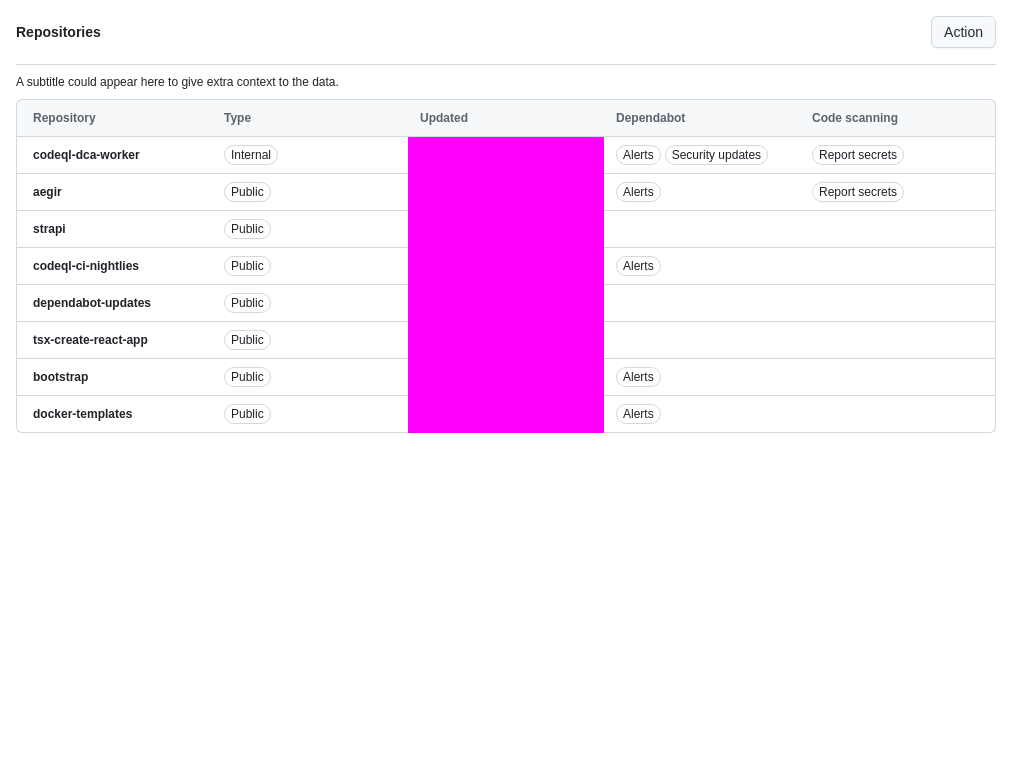 Repositories Action
A subtitle could appear here to give extra context to the data.
Repository Type Updated Dependabot Code scanning
codeql-dca-worker Internal Alerts Security updates Report secrets
aegir Public Alerts Report secrets
strapi Public
codeql-ci-nightlies Public Alerts
dependabot-updates Public
tsx-create-react-app Public
bootstrap Public Alerts
docker-templates Public Alerts